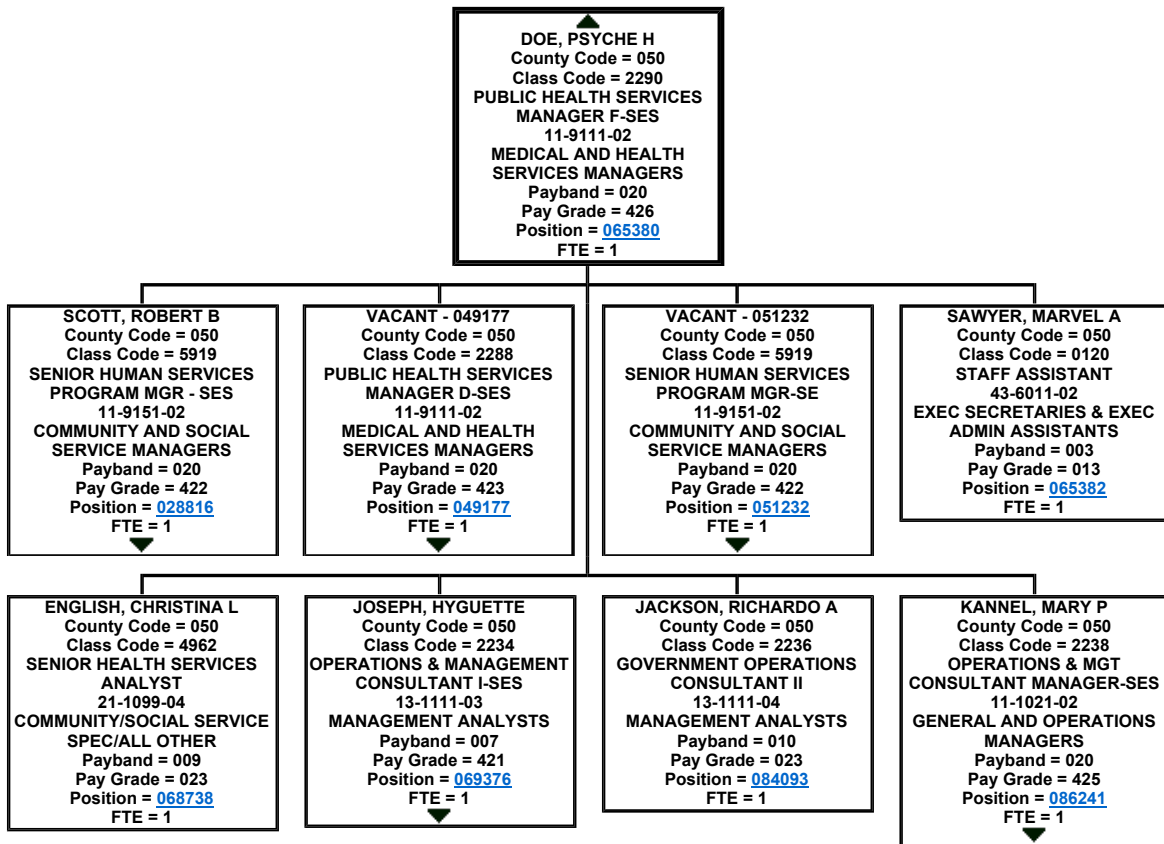 DOE, PSYCHE H
County Code = 050
Class Code = 2290
PUBLIC HEALTH SERVICES
MANAGER F-SES
11-9111-02
MEDICAL AND HEALTH
SERVICES MANAGERS
Payband = 020
Pay Grade = 426
Position = 065380
FTE = 1
SCOTT, ROBERT B
County Code = 050
Class Code = 5919
SENIOR HUMAN SERVICES
PROGRAM MGR - SES
11-9151-02
COMMUNITY AND SOCIAL
SERVICE MANAGERS
Payband = 020
Pay Grade = 422
Position = 028816
FTE = 1
VACANT - 049177
County Code = 050
Class Code = 2288
PUBLIC HEALTH SERVICES
MANAGER D-SES
11-9111-02
MEDICAL AND HEALTH
SERVICES MANAGERS
Payband = 020
Pay Grade = 423
Position = 049177
FTE = 1
VACANT - 051232
County Code = 050
Class Code = 5919
SENIOR HUMAN SERVICES
PROGRAM MGR-SE
11-9151-02
COMMUNITY AND SOCIAL
SERVICE MANAGERS
Payband = 020
Pay Grade = 422
Position = 051232
FTE = 1
SAWYER, MARVEL A
County Code = 050
Class Code = 0120
STAFF ASSISTANT
43-6011-02
EXEC SECRETARIES & EXEC
ADMIN ASSISTANTS
Payband = 003
Pay Grade = 013
Position = 065382
FTE = 1
ENGLISH, CHRISTINA L
County Code = 050
Class Code = 4962
SENIOR HEALTH SERVICES
ANALYST
21-1099-04
COMMUNITY/SOCIAL SERVICE
SPEC/ALL OTHER
Payband = 009
Pay Grade = 023
Position = 068738
FTE = 1
JOSEPH, HYGUETTE
County Code = 050
Class Code = 2234
OPERATIONS & MANAGEMENT
CONSULTANT I-SES
13-1111-03
MANAGEMENT ANALYSTS
Payband = 007
Pay Grade = 421
Position = 069376
FTE = 1
JACKSON, RICHARDO A
County Code = 050
Class Code = 2236
GOVERNMENT OPERATIONS
CONSULTANT II
13-1111-04
MANAGEMENT ANALYSTS
Payband = 010
Pay Grade = 023
Position = 084093
FTE = 1
KANNEL, MARY P
County Code = 050
Class Code = 2238
OPERATIONS & MGT
CONSULTANT MANAGER-SES
11-1021-02
GENERAL AND OPERATIONS
MANAGERS
Payband = 020
Pay Grade = 425
Position = 086241
FTE = 1